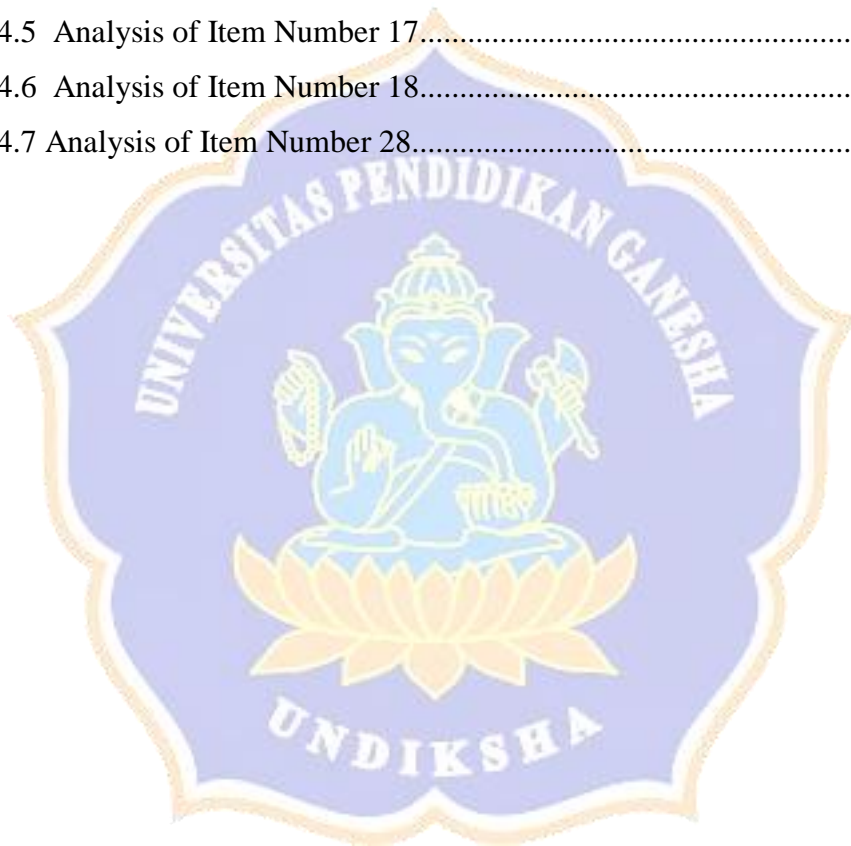 4.5 Analysis of Item Number 17..........................................................
4.6 Analysis of Item Number 18..........................................................
4.7 Analysis of Item Number 28...........................................................
UNIVERSITAS PENDIDIKAN GANESHA
UNDIKSHA